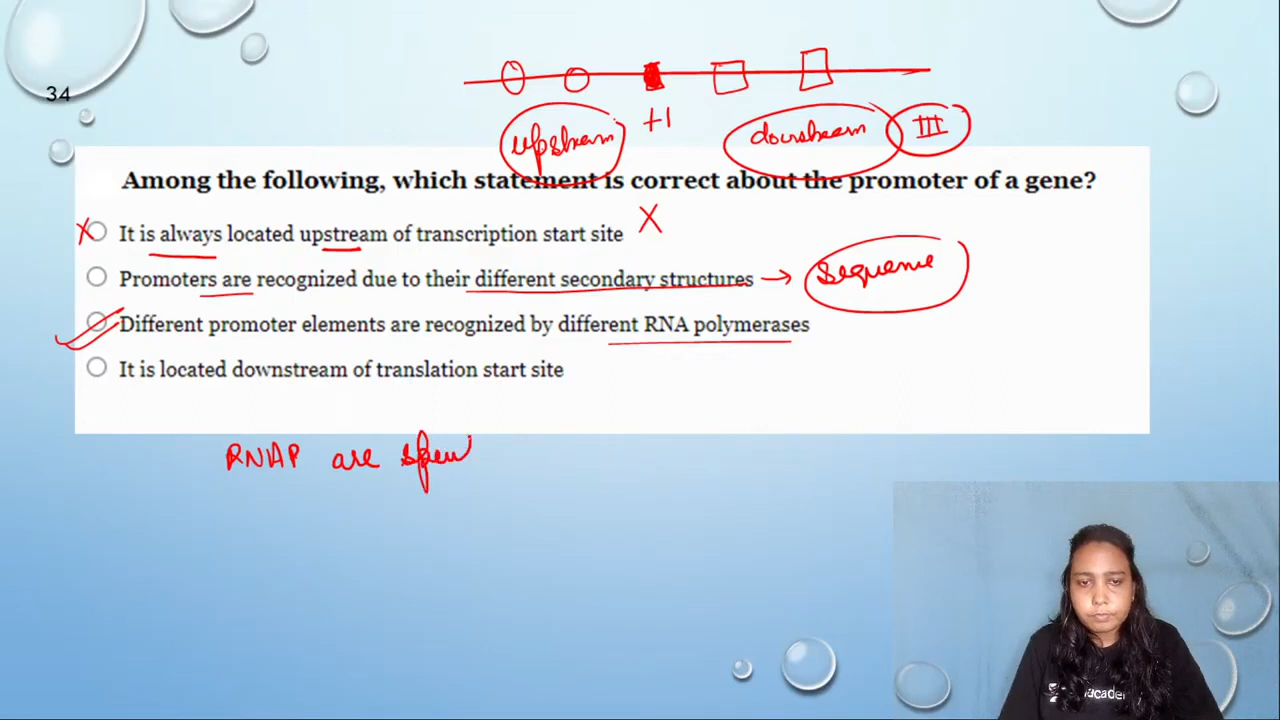 34
+1
upstream
downstream
III
Among the following, which statement is correct about the promoter of a gene?
X It is always located upstream of transcription start site X
Promoters are recognized due to their different secondary structures → Sequence
Different promoter elements are recognized by different RNA polymerases
It is located downstream of translation start site
RNAP are